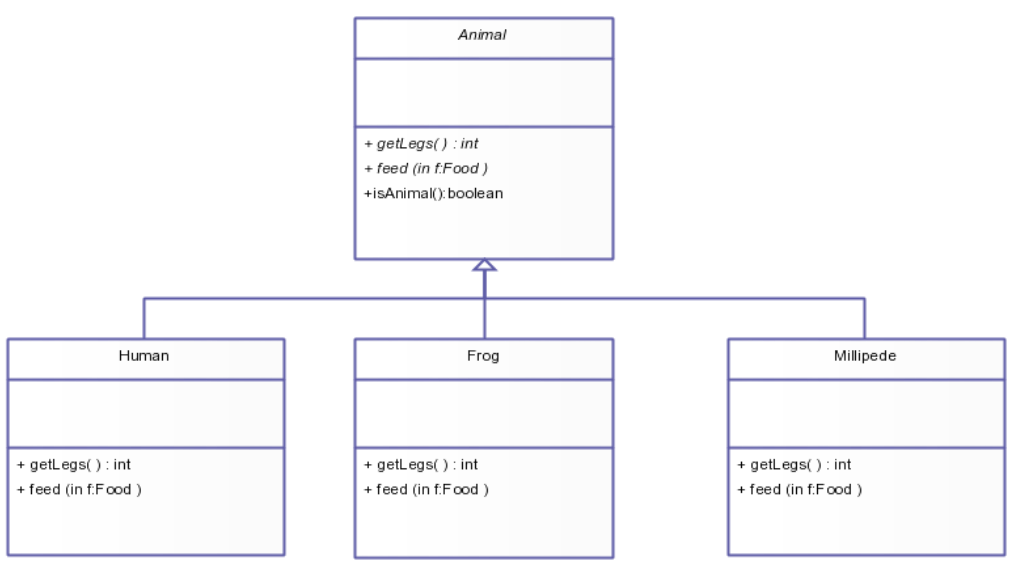 Animal
+ getLegs( ) : int
+ feed (in f:Food )
+isAnimal():boolean
Human
+ getLegs( ) : int
+ feed (in f:Food )
Frog
+ getLegs( ) : int
+ feed (in f:Food )
Millipede
+ getLegs( ) : int
+ feed (in f:Food )